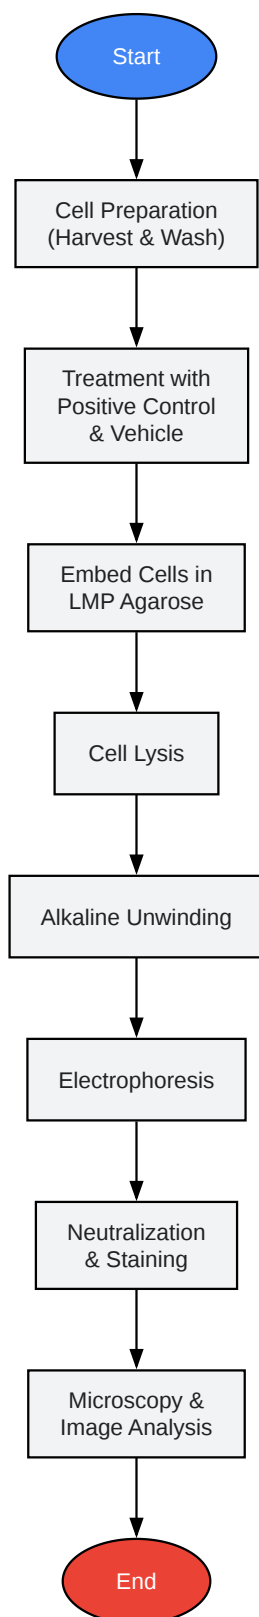 Start
Cell Preparation
(Harvest & Wash)
Treatment with
Positive Control
& Vehicle
Embed Cells in
LMP Agarose
Cell Lysis
Alkaline Unwinding
Electrophoresis
Neutralization
& Staining
Microscopy &
Image Analysis
End